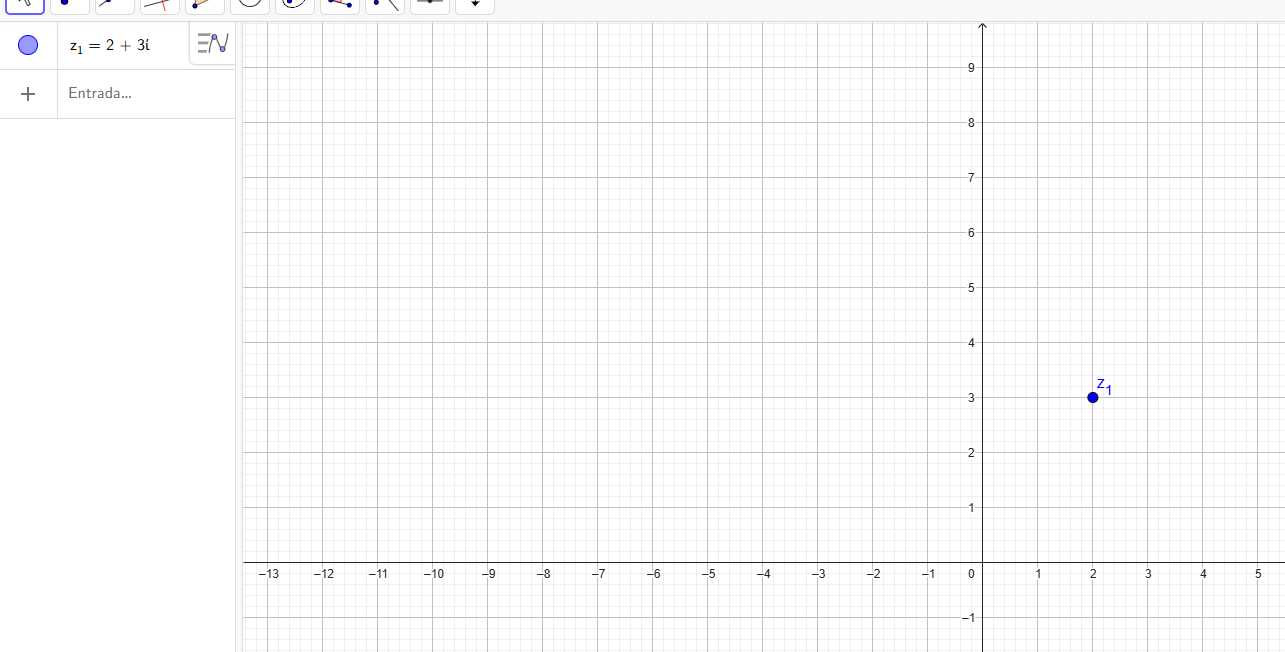 z₁ = 2 + 3i
Entrada...
9
8
7
6
5
4
z₁
3
2
1
–13 –12 –11 –10 –9 –8 –7 –6 –5 –4 –3 –2 –1 0 1 2 3 4 5
–1